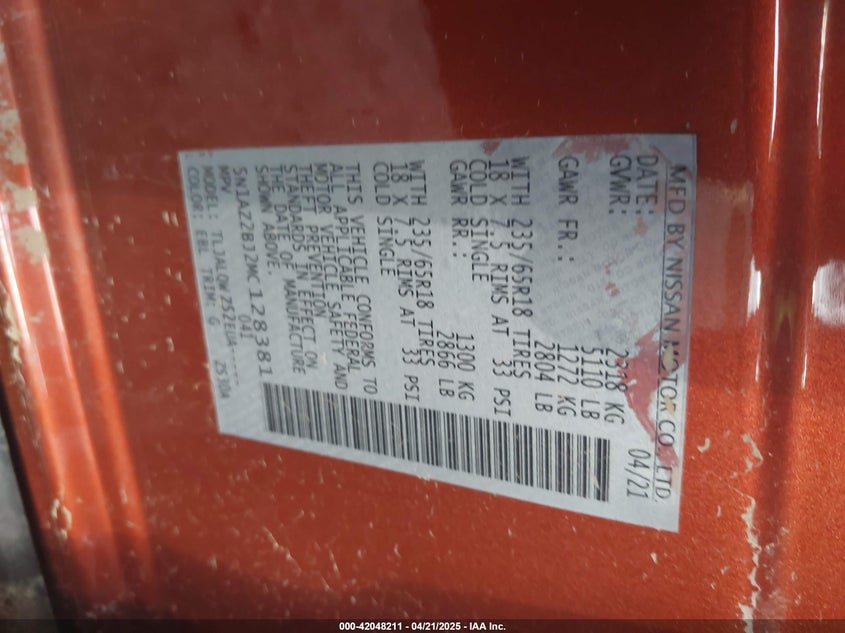 MFD BY NISSAN MOTOR CO., LTD.
DATE: 04/21
GVWR: 2318 KG
5110 LB
GAWR FR.: 1272 KG
2804 LB
WITH 235/65R18 TIRES
18 X 7.5 RIMS AT 33 PSI
COLD SINGLE
GAWR RR.: 1300 KG
2866 LB
WITH 235/65R18 TIRES
18 X 7.5 RIMS AT 33 PSI
COLD SINGLE
THIS VEHICLE CONFORMS TO
ALL APPLICABLE FEDERAL
MOTOR VEHICLE SAFETY AND
THEFT PREVENTION
STANDARDS IN EFFECT ON
THE DATE OF MANUFACTURE
SHOWN ABOVE.
5N1AZ2BJ2MC128381
MPV 041
MODEL: TLJALQWZ52EUA-----
COLOR: EBL TRIM: G Z530A
000-42048211 - 04/21/2025 - IAA Inc.